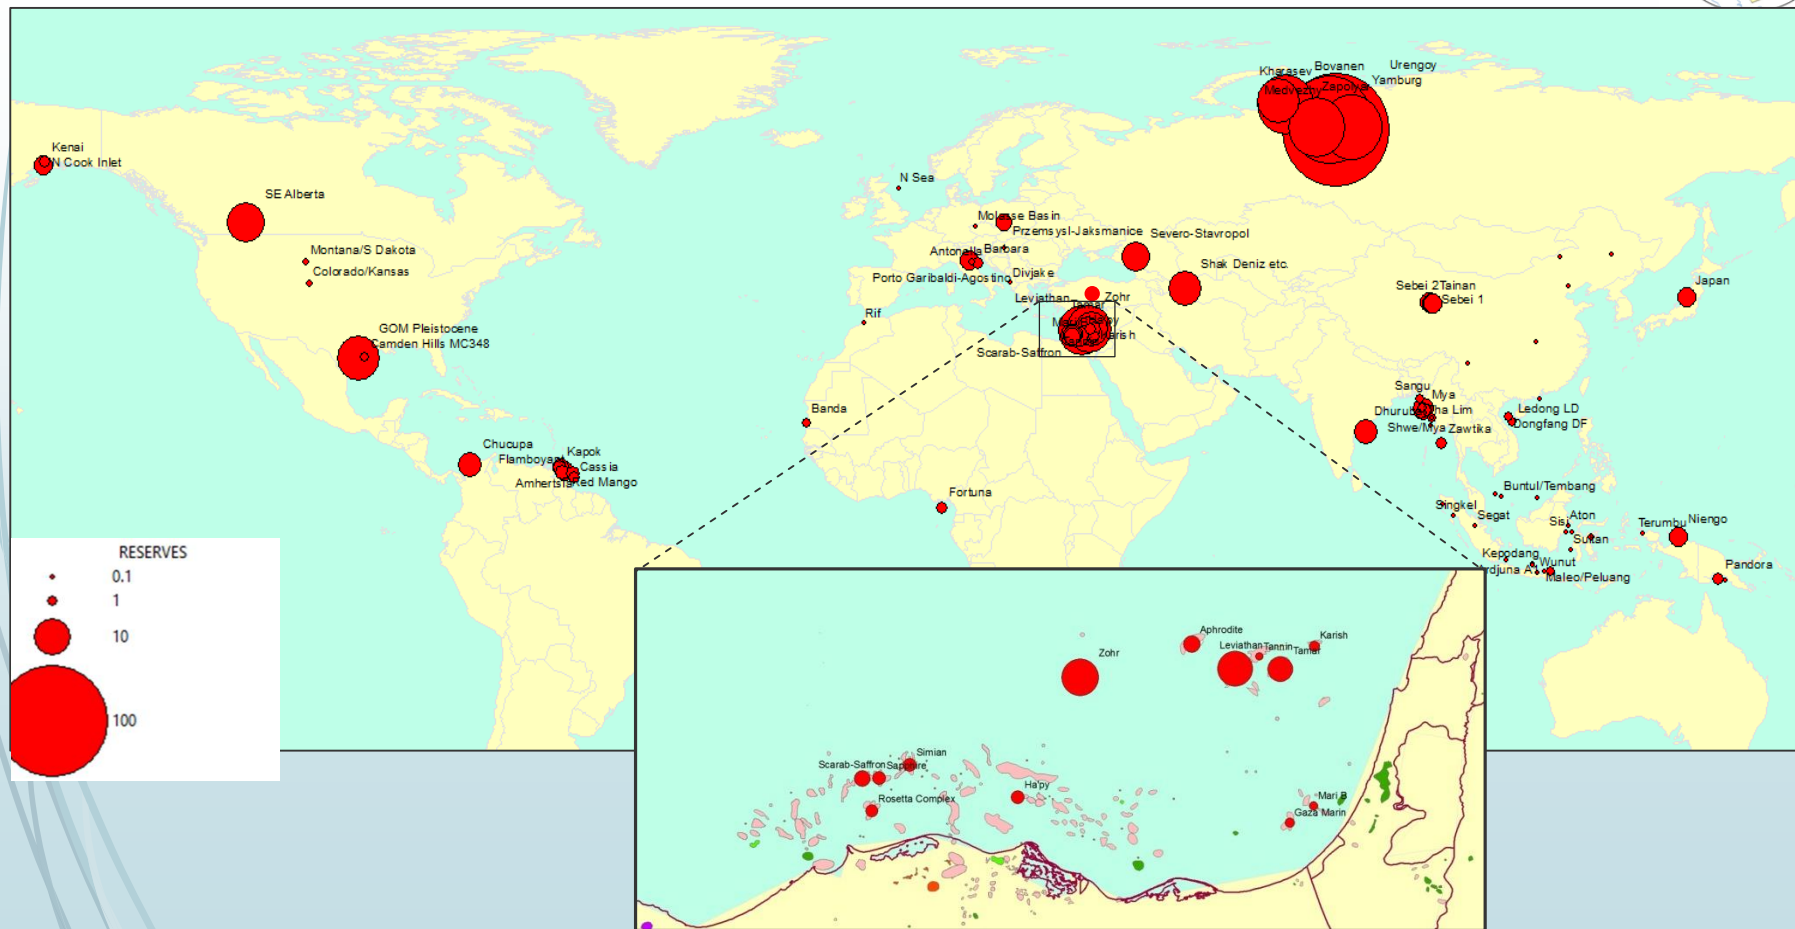 Kharasev
Bovanen
Urengoy
Yamburg
Medvezhy
Zapolyar
Kenai
N Cook Inlet
SE Alberta
Montana/S Dakota
Colorado/Kansas
GOM Pleistocene
Camden Hills MC348
Chucupa
Kapok
Cassia
Red Mango
N Sea
Molasse Basin
Przemysl-Jaksmanice
Antonella
Barbara
Porto Garibaldi-Agostino
Divjake
Severo-Stavropol
Shak Deniz etc.
Leviathan
Zohr
Tamar
Scarab-Saffron
Rif
Banda
Fortuna
Sebei 2
Tainan
Sebei 1
Japan
Sangu
Mya
Shwe/Mya
Zawtika
Ledong LD
Dongfang DF
Buntul/Tembang
Singkel
Segat
Aton
Sisi
Sultan
Terumbu
Niengo
Kepodang
Wunut
Maleo/Peluang
Pandora
RESERVES
0.1
1
10
100
Aphrodite
Karish
Leviathan
Tannin
Tamar
Zohr
Simian
Scarab-Saffron
Sapphire
Rosetta Complex
Ha'py
Mari B
Gaza Marin